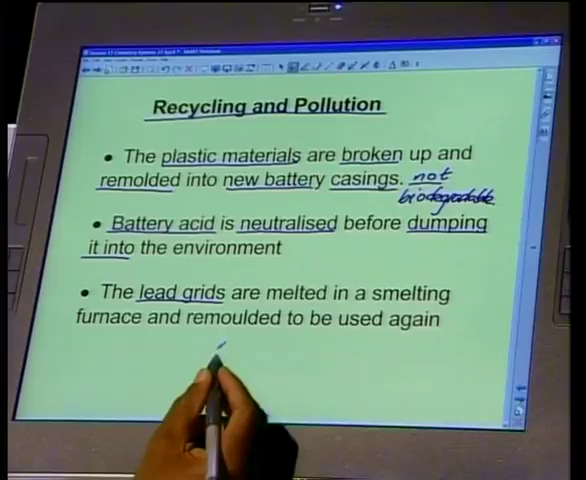 Recycling and Pollution
• The plastic materials are broken up and
remolded into new battery casings. not
biodegradable
• Battery acid is neutralised before dumping
it into the environment
• The lead grids are melted in a smelting
furnace and remoulded to be used again